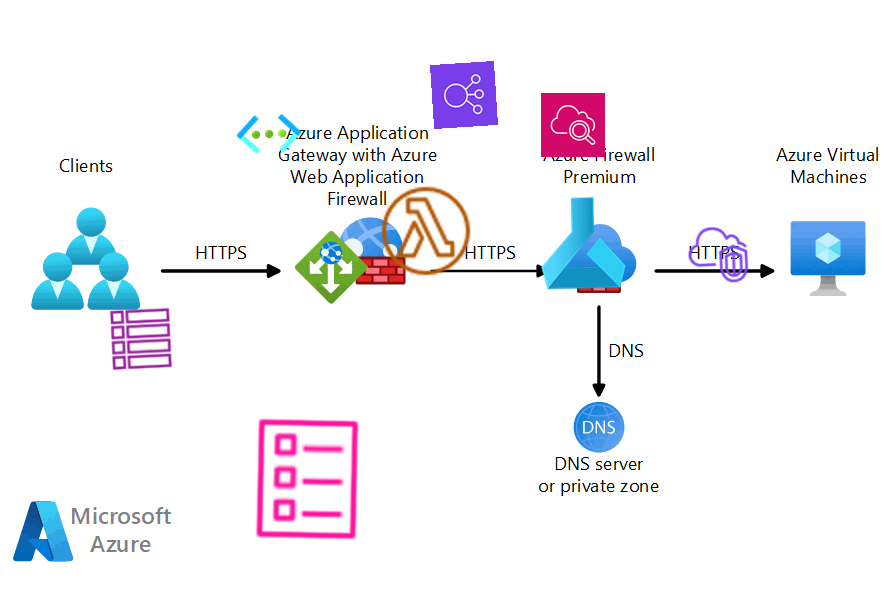 Clients
Azure Application
Gateway with Azure
Web Application
Firewall
Azure Firewall
Premium
Azure Virtual
Machines
HTTPS
HTTPS
HTTPS
DNS
DNS
DNS server
or private zone
Microsoft
Azure